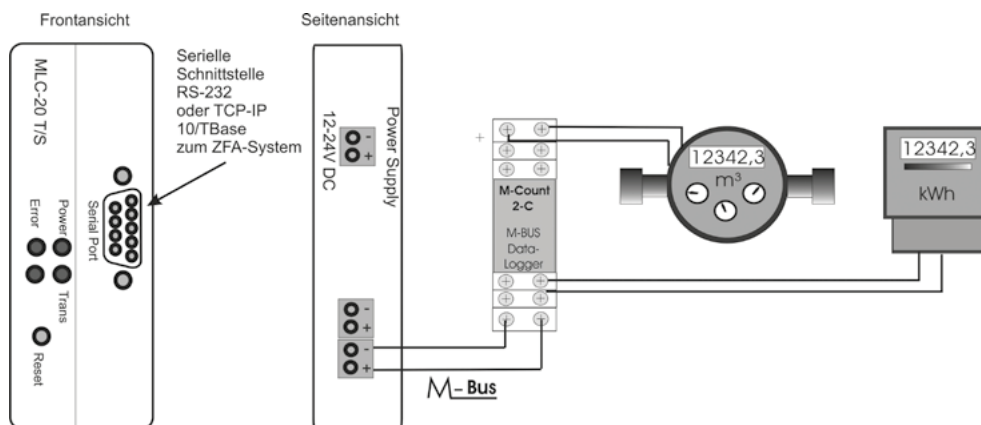 Frontansicht
Seitenansicht
MLC-20 T/S
Error
Power
Trans
Reset
Serial Port
Serielle
Schnittstelle
RS-232
oder TCP-IP
10/TBase
zum ZFA-System
12-24V DC
Power Supply
-
+
-
+
-
+
M-Bus
+
M-Count
2-C
M-BUS
Data-
Logger
12342,3
m³
12342,3
kWh